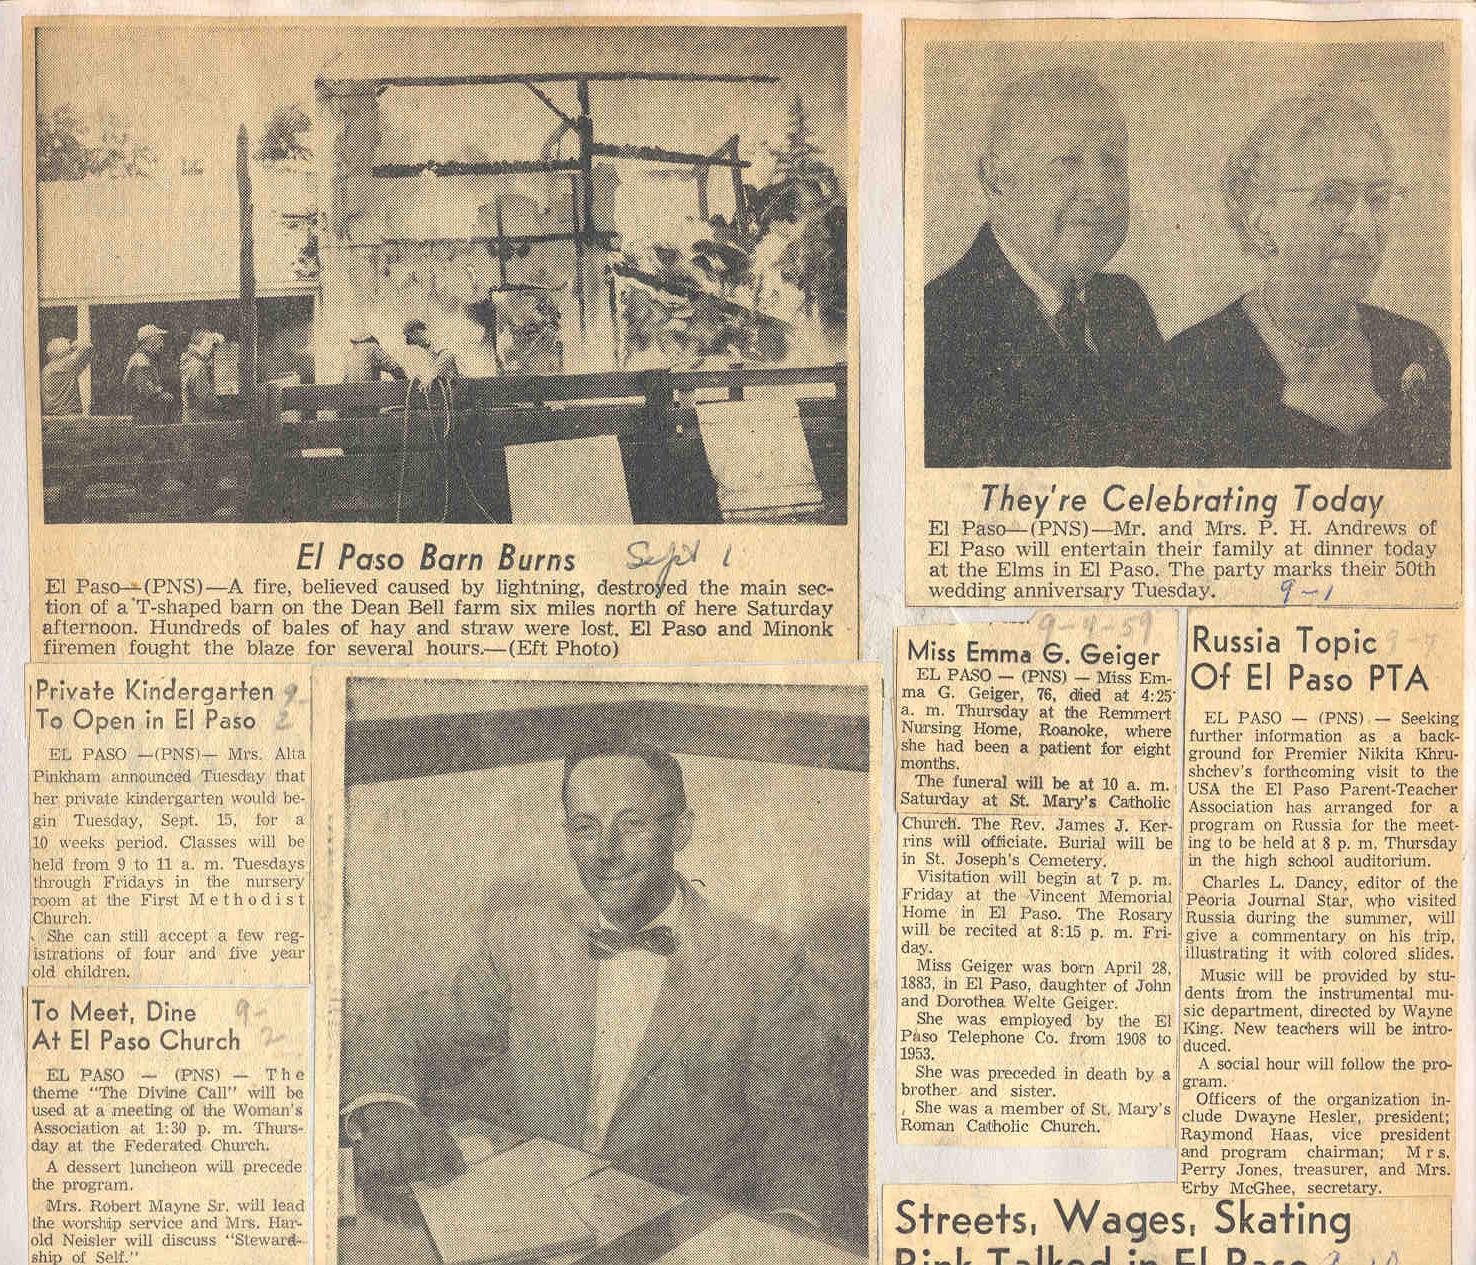 El Paso Barn Burns Sept 1
El Paso—(PNS)—A fire, believed caused by lightning, destroyed the main sec-
tion of a T-shaped barn on the Dean Bell farm six miles north of here Saturday
afternoon. Hundreds of bales of hay and straw were lost. El Paso and Minonk
firemen fought the blaze for several hours.—(Eft Photo)
They're Celebrating Today
El Paso—(PNS)—Mr. and Mrs. P. H. Andrews of
El Paso will entertain their family at dinner today
at the Elms in El Paso. The party marks their 50th
wedding anniversary Tuesday. 9-1
Private Kindergarten 9-
To Open in El Paso 2
EL PASO —(PNS)— Mrs. Alta
Pinkham announced Tuesday that
her private kindergarten would be-
gin Tuesday, Sept. 15, for a
10 weeks period. Classes will be
held from 9 to 11 a. m. Tuesdays
through Fridays in the nursery
room at the First Methodist
Church.
She can still accept a few reg-
istrations of four and five year
old children.
To Meet, Dine 9-
At El Paso Church 2
EL PASO — (PNS) — The
theme "The Divine Call" will be
used at a meeting of the Woman's
Association at 1:30 p. m. Thurs-
day at the Federated Church.
A dessert luncheon will precede
the program.
Mrs. Robert Mayne Sr. will lead
the worship service and Mrs. Har-
old Neisler will discuss "Steward-
ship of Self."
9-4-59
Miss Emma G. Geiger
EL PASO — (PNS) — Miss Em-
ma G. Geiger, 76, died at 4:25
a. m. Thursday at the Remmert
Nursing Home, Roanoke, where
she had been a patient for eight
months.
The funeral will be at 10 a. m.
Saturday at St. Mary's Catholic
Church. The Rev. James J. Ker-
rins will officiate. Burial will be
in St. Joseph's Cemetery.
Visitation will begin at 7 p. m.
Friday at the Vincent Memorial
Home in El Paso. The Rosary
will be recited at 8:15 p. m. Fri-
day.
Miss Geiger was born April 28,
1883, in El Paso, daughter of John
and Dorothea Welte Geiger.
She was employed by the El
Paso Telephone Co. from 1908 to
1953.
She was preceded in death by a
brother and sister.
She was a member of St. Mary's
Roman Catholic Church.
Russia Topic
Of El Paso PTA
EL PASO — (PNS) — Seeking
further information as a back-
ground for Premier Nikita Khru-
shchev's forthcoming visit to the
USA the El Paso Parent-Teacher
Association has arranged for a
program on Russia for the meet-
ing to be held at 8 p. m. Thursday
in the high school auditorium.
Charles L. Dancy, editor of the
Peoria Journal Star, who visited
Russia during the summer, will
give a commentary on his trip,
illustrating it with colored slides.
Music will be provided by stu-
dents from the instrumental mu-
sic department, directed by Wayne
King. New teachers will be intro-
duced.
A social hour will follow the pro-
gram.
Officers of the organization in-
clude Dwayne Hesler, president;
Raymond Haas, vice president
and program chairman; Mrs.
Perry Jones, treasurer, and Mrs.
Erby McGhee, secretary.
Streets, Wages, Skating
Rink Talked in El Paso